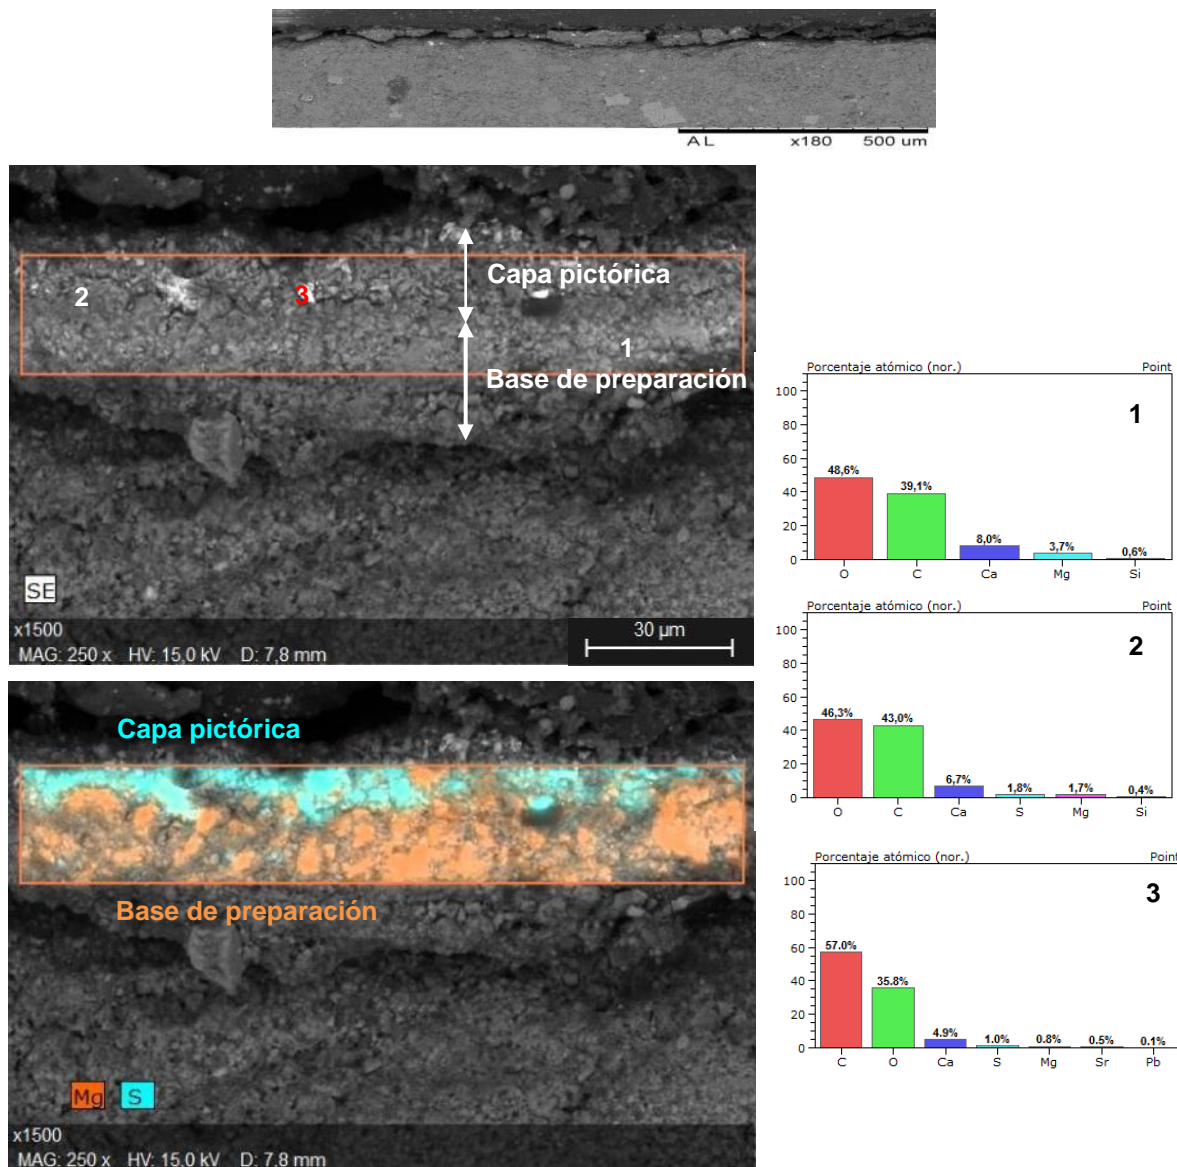 AL x180 500 um
Capa pictórica
2
3
1
Base de preparación
SE
x1500
MAG: 250 x HV: 15,0 kV D: 7,8 mm
30 µm
Porcentaje atómico (nor.) Point
1
100
80
60
40
20
0
48,6%
39,1%
8,0%
3,7%
0,6%
O C Ca Mg Si
Porcentaje atómico (nor.) Point
2
100
80
60
40
20
0
46,3%
43,0%
6,7%
1,8%
1,7%
0,4%
O C Ca S Mg Si
Capa pictórica
Base de preparación
Mg S
x1500
MAG: 250 x HV: 15,0 kV D: 7,8 mm
Porcentaje atómico (nor.) Point
3
100
80
60
40
20
0
57.0%
35.8%
4.9%
1.0%
0.8%
0.5%
0.1%
C O Ca S Mg Sr Pb